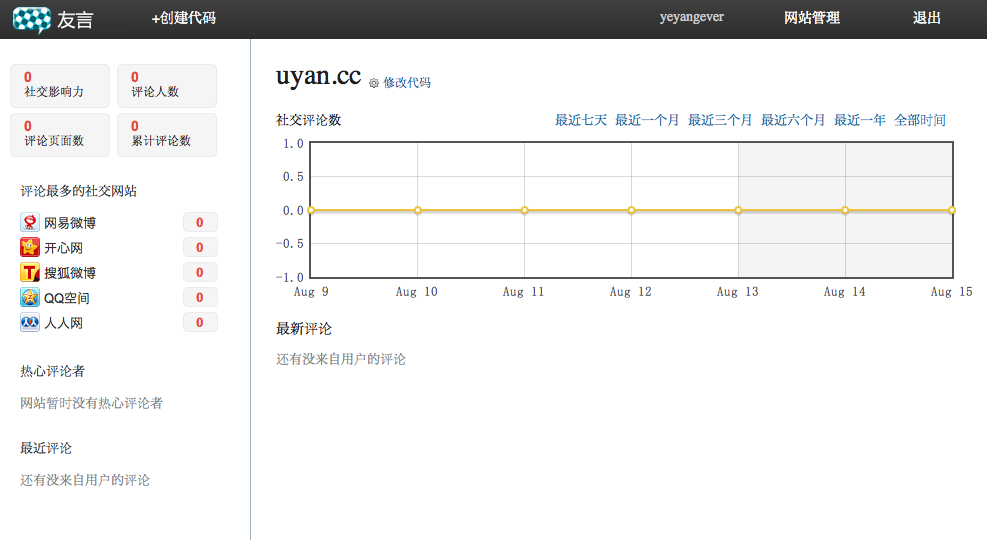 友言 +创建代码 yeyangever 网站管理 退出
0 0
社交影响力 评论人数
0 0
评论页面数 累计评论数
评论最多的社交网站
网易微博 0
开心网 0
搜狐微博 0
QQ空间 0
人人网 0
热心评论者
网站暂时没有热心评论者
最近评论
还有没来自用户的评论
uyan.cc 修改代码
社交评论数 最近七天 最近一个月 最近三个月 最近六个月 最近一年 全部时间
1.0
0.5
0.0
-0.5
-1.0
Aug 9 Aug 10 Aug 11 Aug 12 Aug 13 Aug 14 Aug 15
最新评论
还有没来自用户的评论